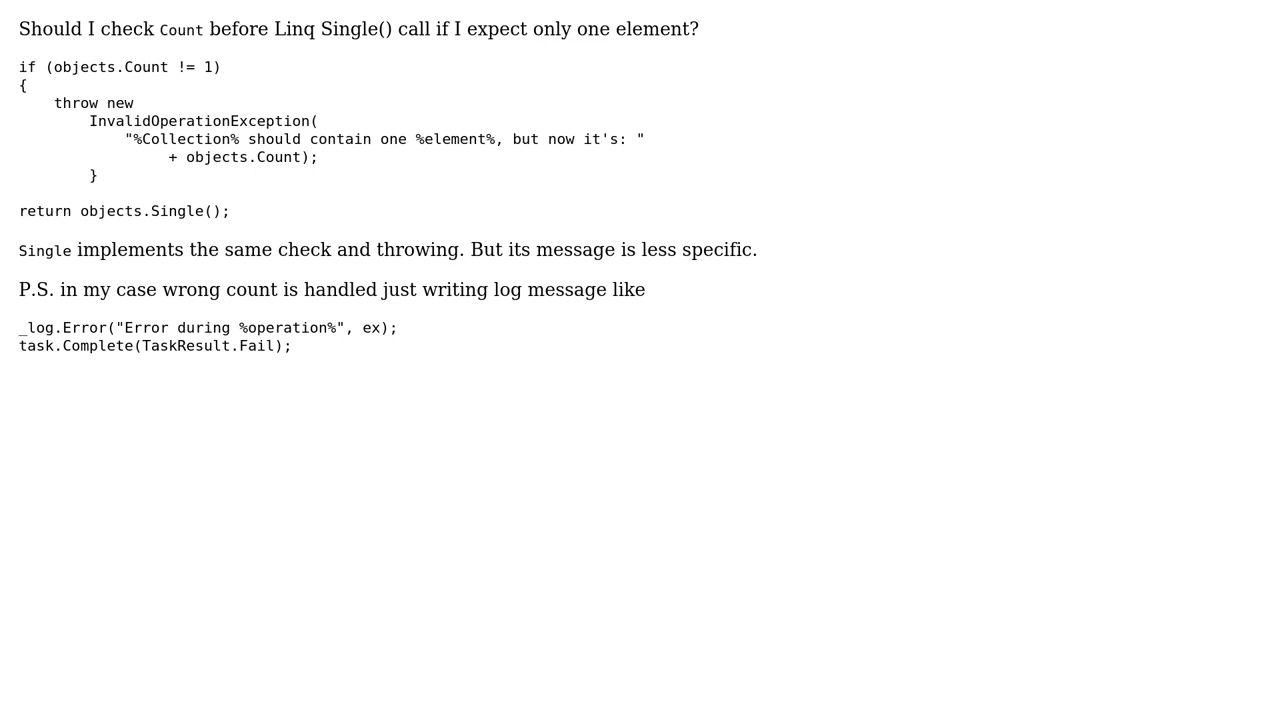 Should I check Count before Linq Single() call if I expect only one element?
if (objects.Count != 1)
{
    throw new
        InvalidOperationException(
            "%Collection% should contain one %element%, but now it's: "
                 + objects.Count);
        }
return objects.Single();
Single implements the same check and throwing. But its message is less specific.
P.S. in my case wrong count is handled just writing log message like
_log.Error("Error during %operation%", ex);
task.Complete(TaskResult.Fail);